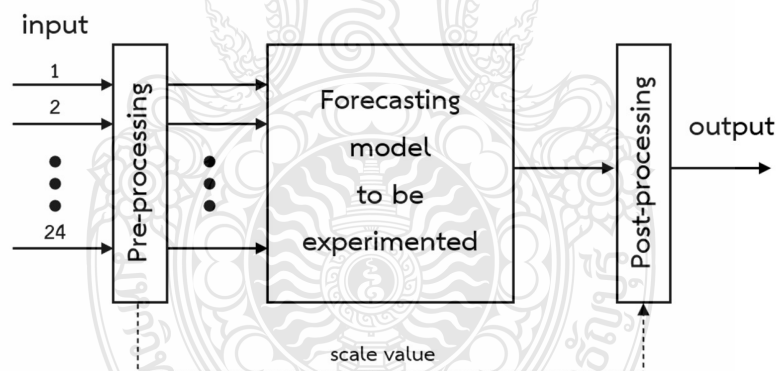 input
1
2
24
Pre-processing
Forecasting
model
to be
experimented
Post-processing
output
scale value